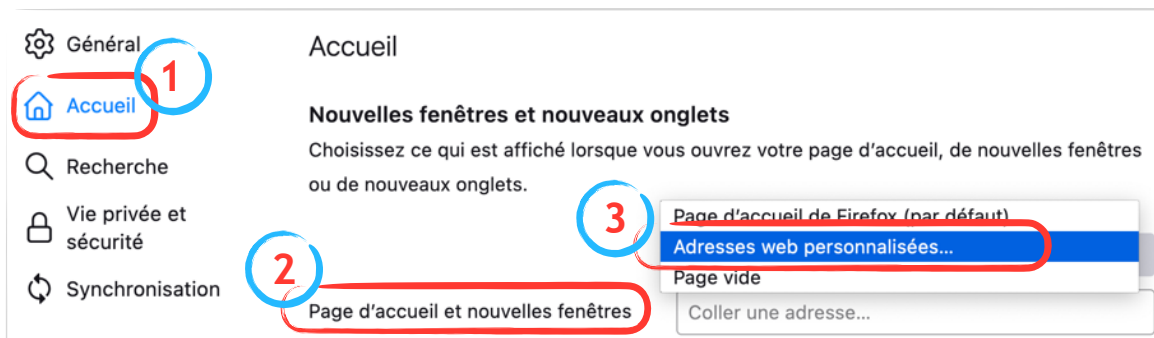 Général
1
Accueil
Recherche
Vie privée et
sécurité
Synchronisation
Accueil
Nouvelles fenêtres et nouveaux onglets
Choisissez ce qui est affiché lorsque vous ouvrez votre page d'accueil, de nouvelles fenêtres
ou de nouveaux onglets.
3
Page d'accueil de Firefox (par défaut)
Adresses web personnalisées...
Page vide
2
Page d'accueil et nouvelles fenêtres
Coller une adresse...